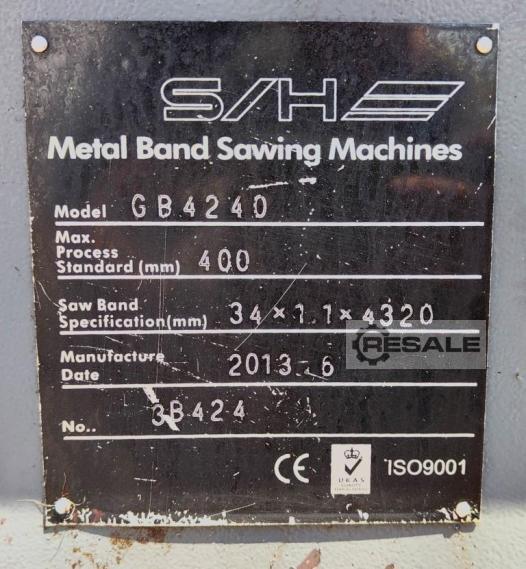 S/H
Metal Band Sawing Machines
Model GB4240
Max.
Process
Standard (mm) 400
Saw Band
Specification(mm) 34×1.1×4320
RESALE
Manufacture
Date 2013.6
No.. 3B424
CE UKAS ISO9001